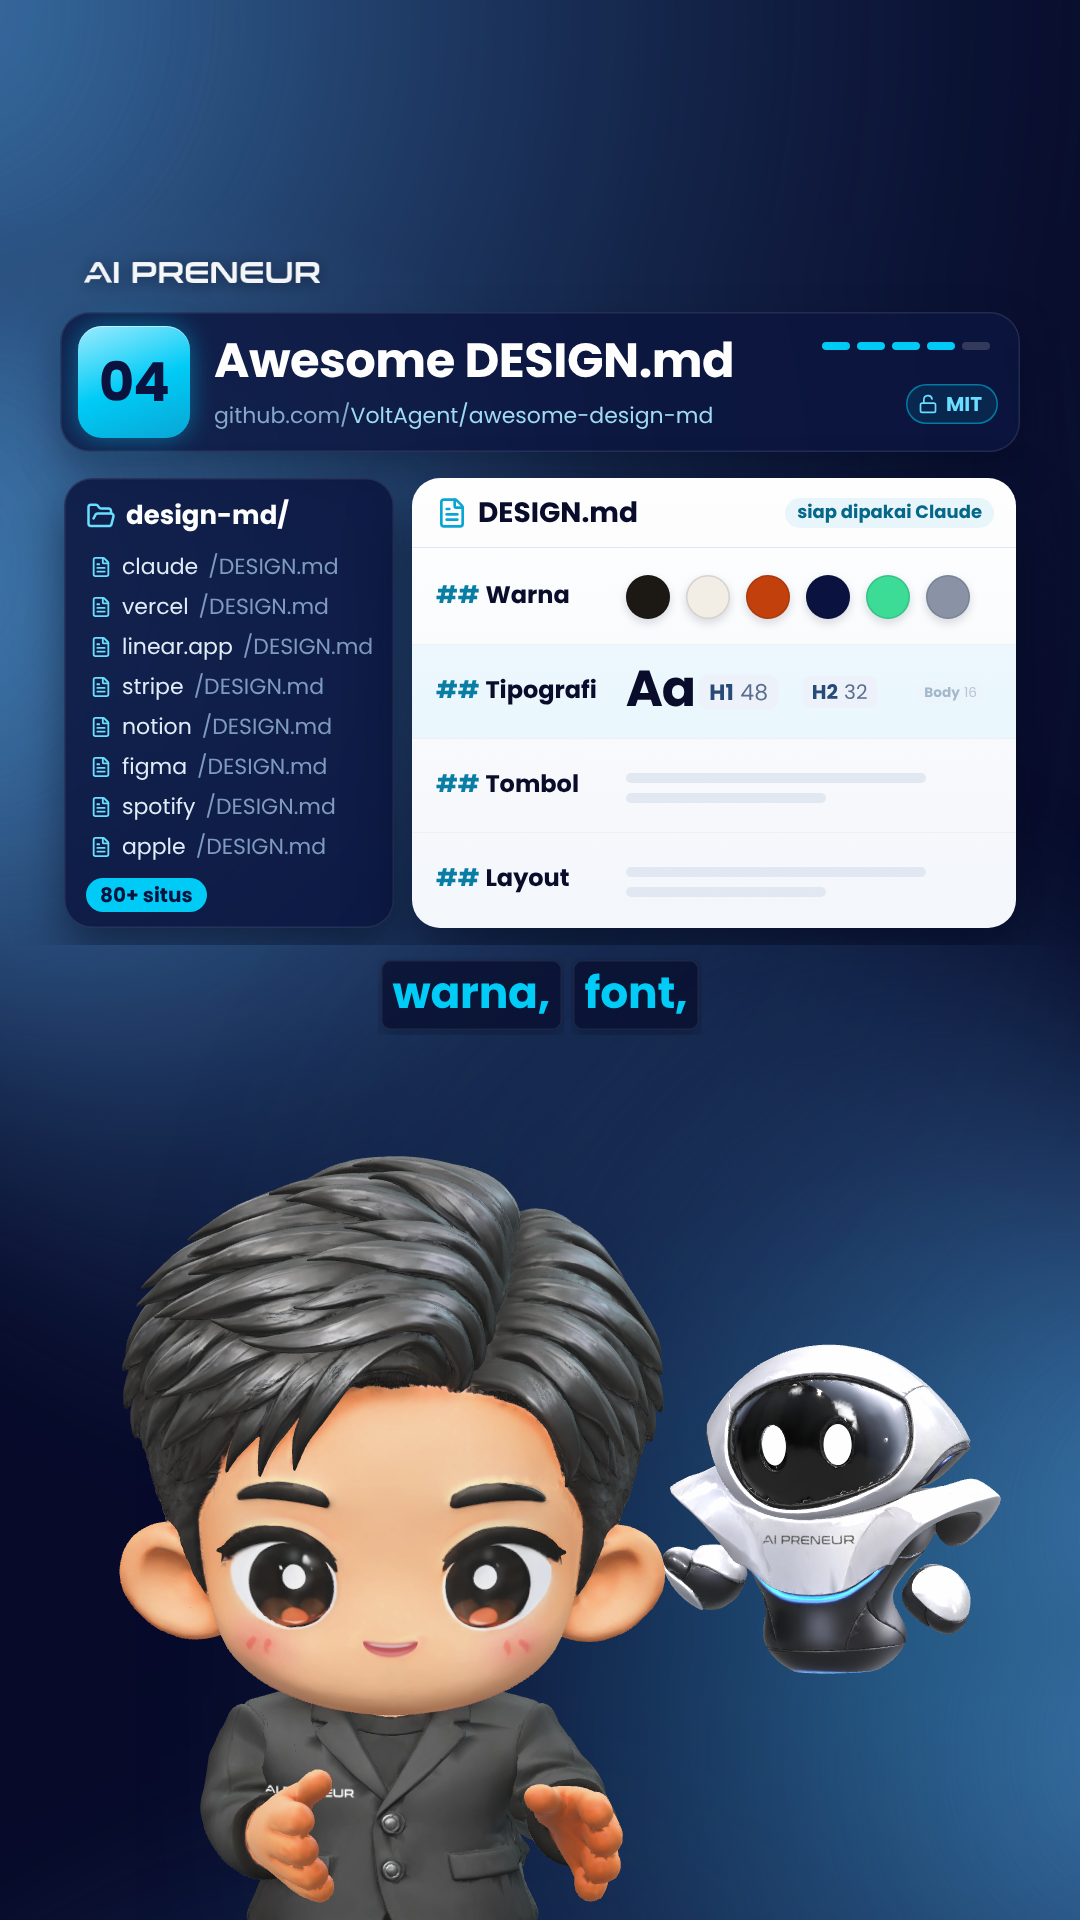 AI PRENEUR
04
Awesome DESIGN.md
github.com/VoltAgent/awesome-design-md
MIT
design-md/
claude /DESIGN.md
vercel /DESIGN.md
linear.app /DESIGN.md
stripe /DESIGN.md
notion /DESIGN.md
figma /DESIGN.md
spotify /DESIGN.md
apple /DESIGN.md
80+ situs
DESIGN.md
siap dipakai Claude
## Warna
## Tipografi
Aa H1 48 H2 32 Body 16
## Tombol
## Layout
warna, font,
AI PRENEUR